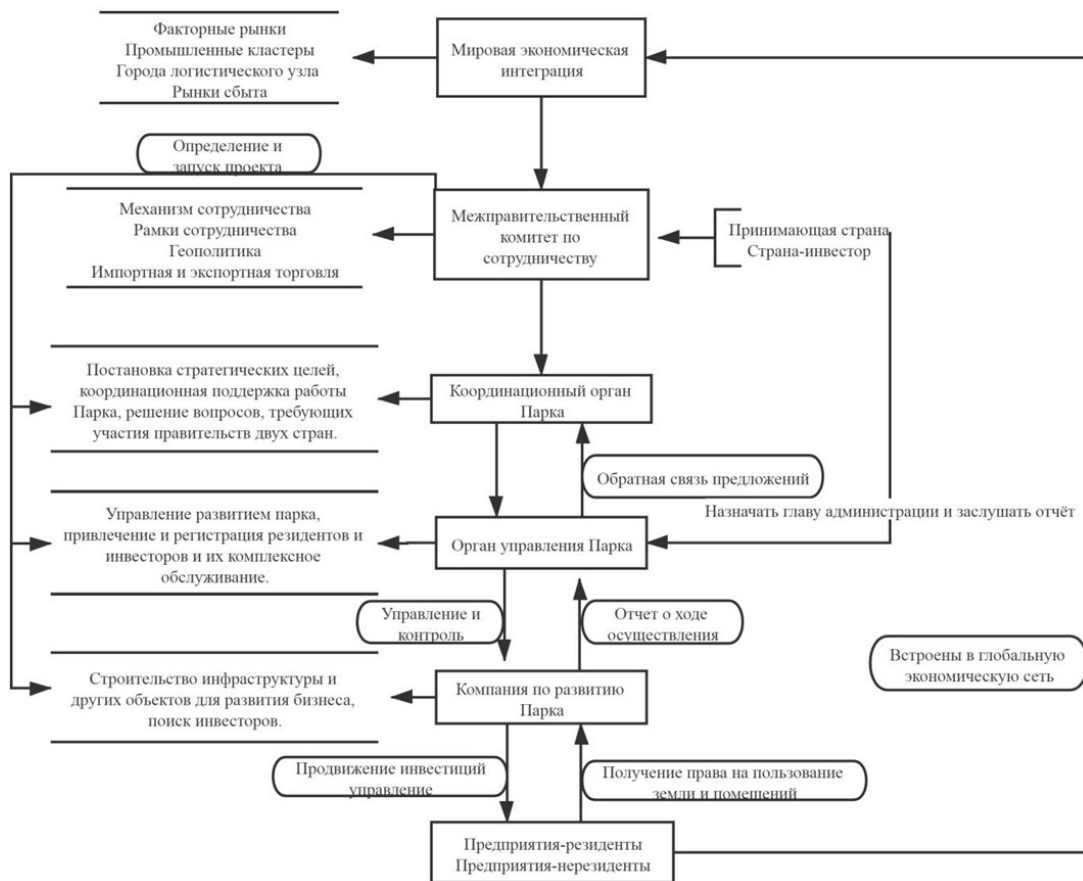 Факторные рынки
Промышленные кластеры
Города логистического узла
Рынки сбыта
Мировая экономическая
интеграция
Определение и
запуск проекта
Механизм сотрудничества
Рамки сотрудничества
Геополитика
Импортная и экспортная торговля
Межправительственный
комитет по
сотрудничеству
Принимающая страна
Страна-инвестор
Постановка стратегических целей,
координационная поддержка работы
Парка, решение вопросов, требующих
участия правительств двух стран.
Координационный орган
Парка
Обратная связь предложений
Назначать главу администрации и заслушать отчёт
Управление развитием парка,
привлечение и регистрация резидентов и
инвесторов и их комплексное
обслуживание.
Орган управления Парка
Управление и
контроль
Отчет о ходе
осуществления
Встроены в глобальную
экономическую сеть
Строительство инфраструктуры и
других объектов для развития бизнеса,
поиск инвесторов.
Компания по развитию
Парка
Продвижение инвестиций
управление
Получение права на пользование
земли и помещений
Предприятия-резиденты
Предприятия-нерезиденты